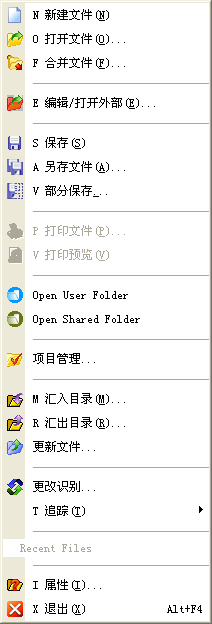 N 新建文件(N)
O 打开文件(O)...
F 合并文件(F)...
E 编辑/打开外部(E)...
S 保存(S)
A 另存文件(A)...
V 部分保存_..
P 打印文件(P)...
V 打印预览(V)
Open User Folder
Open Shared Folder
项目管理...
M 汇入目录(M)...
R 汇出目录(R)...
更新文件...
更改识别...
T 追踪(T)
Recent Files
I 属性(I)...
X 退出(X) Alt+F4